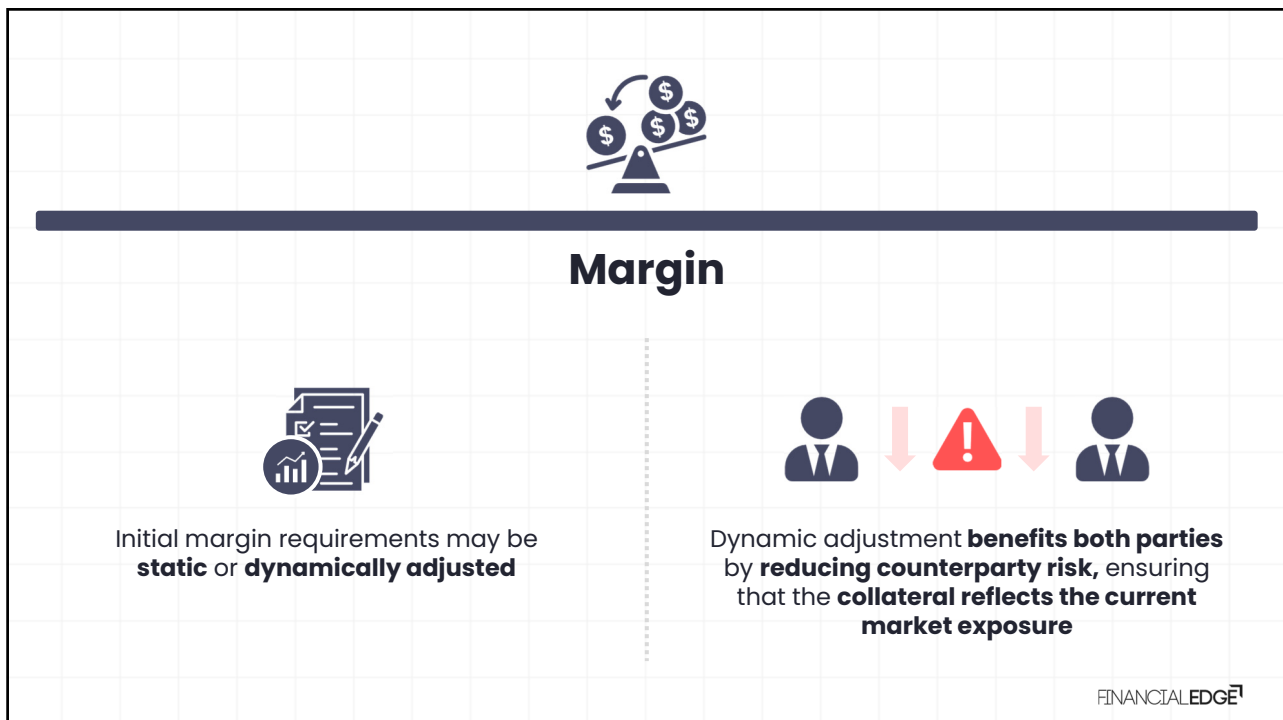 Margin
Initial margin requirements may be
static or dynamically adjusted
Dynamic adjustment benefits both parties
by reducing counterparty risk, ensuring
that the collateral reflects the current
market exposure
FINANCIALEDGE